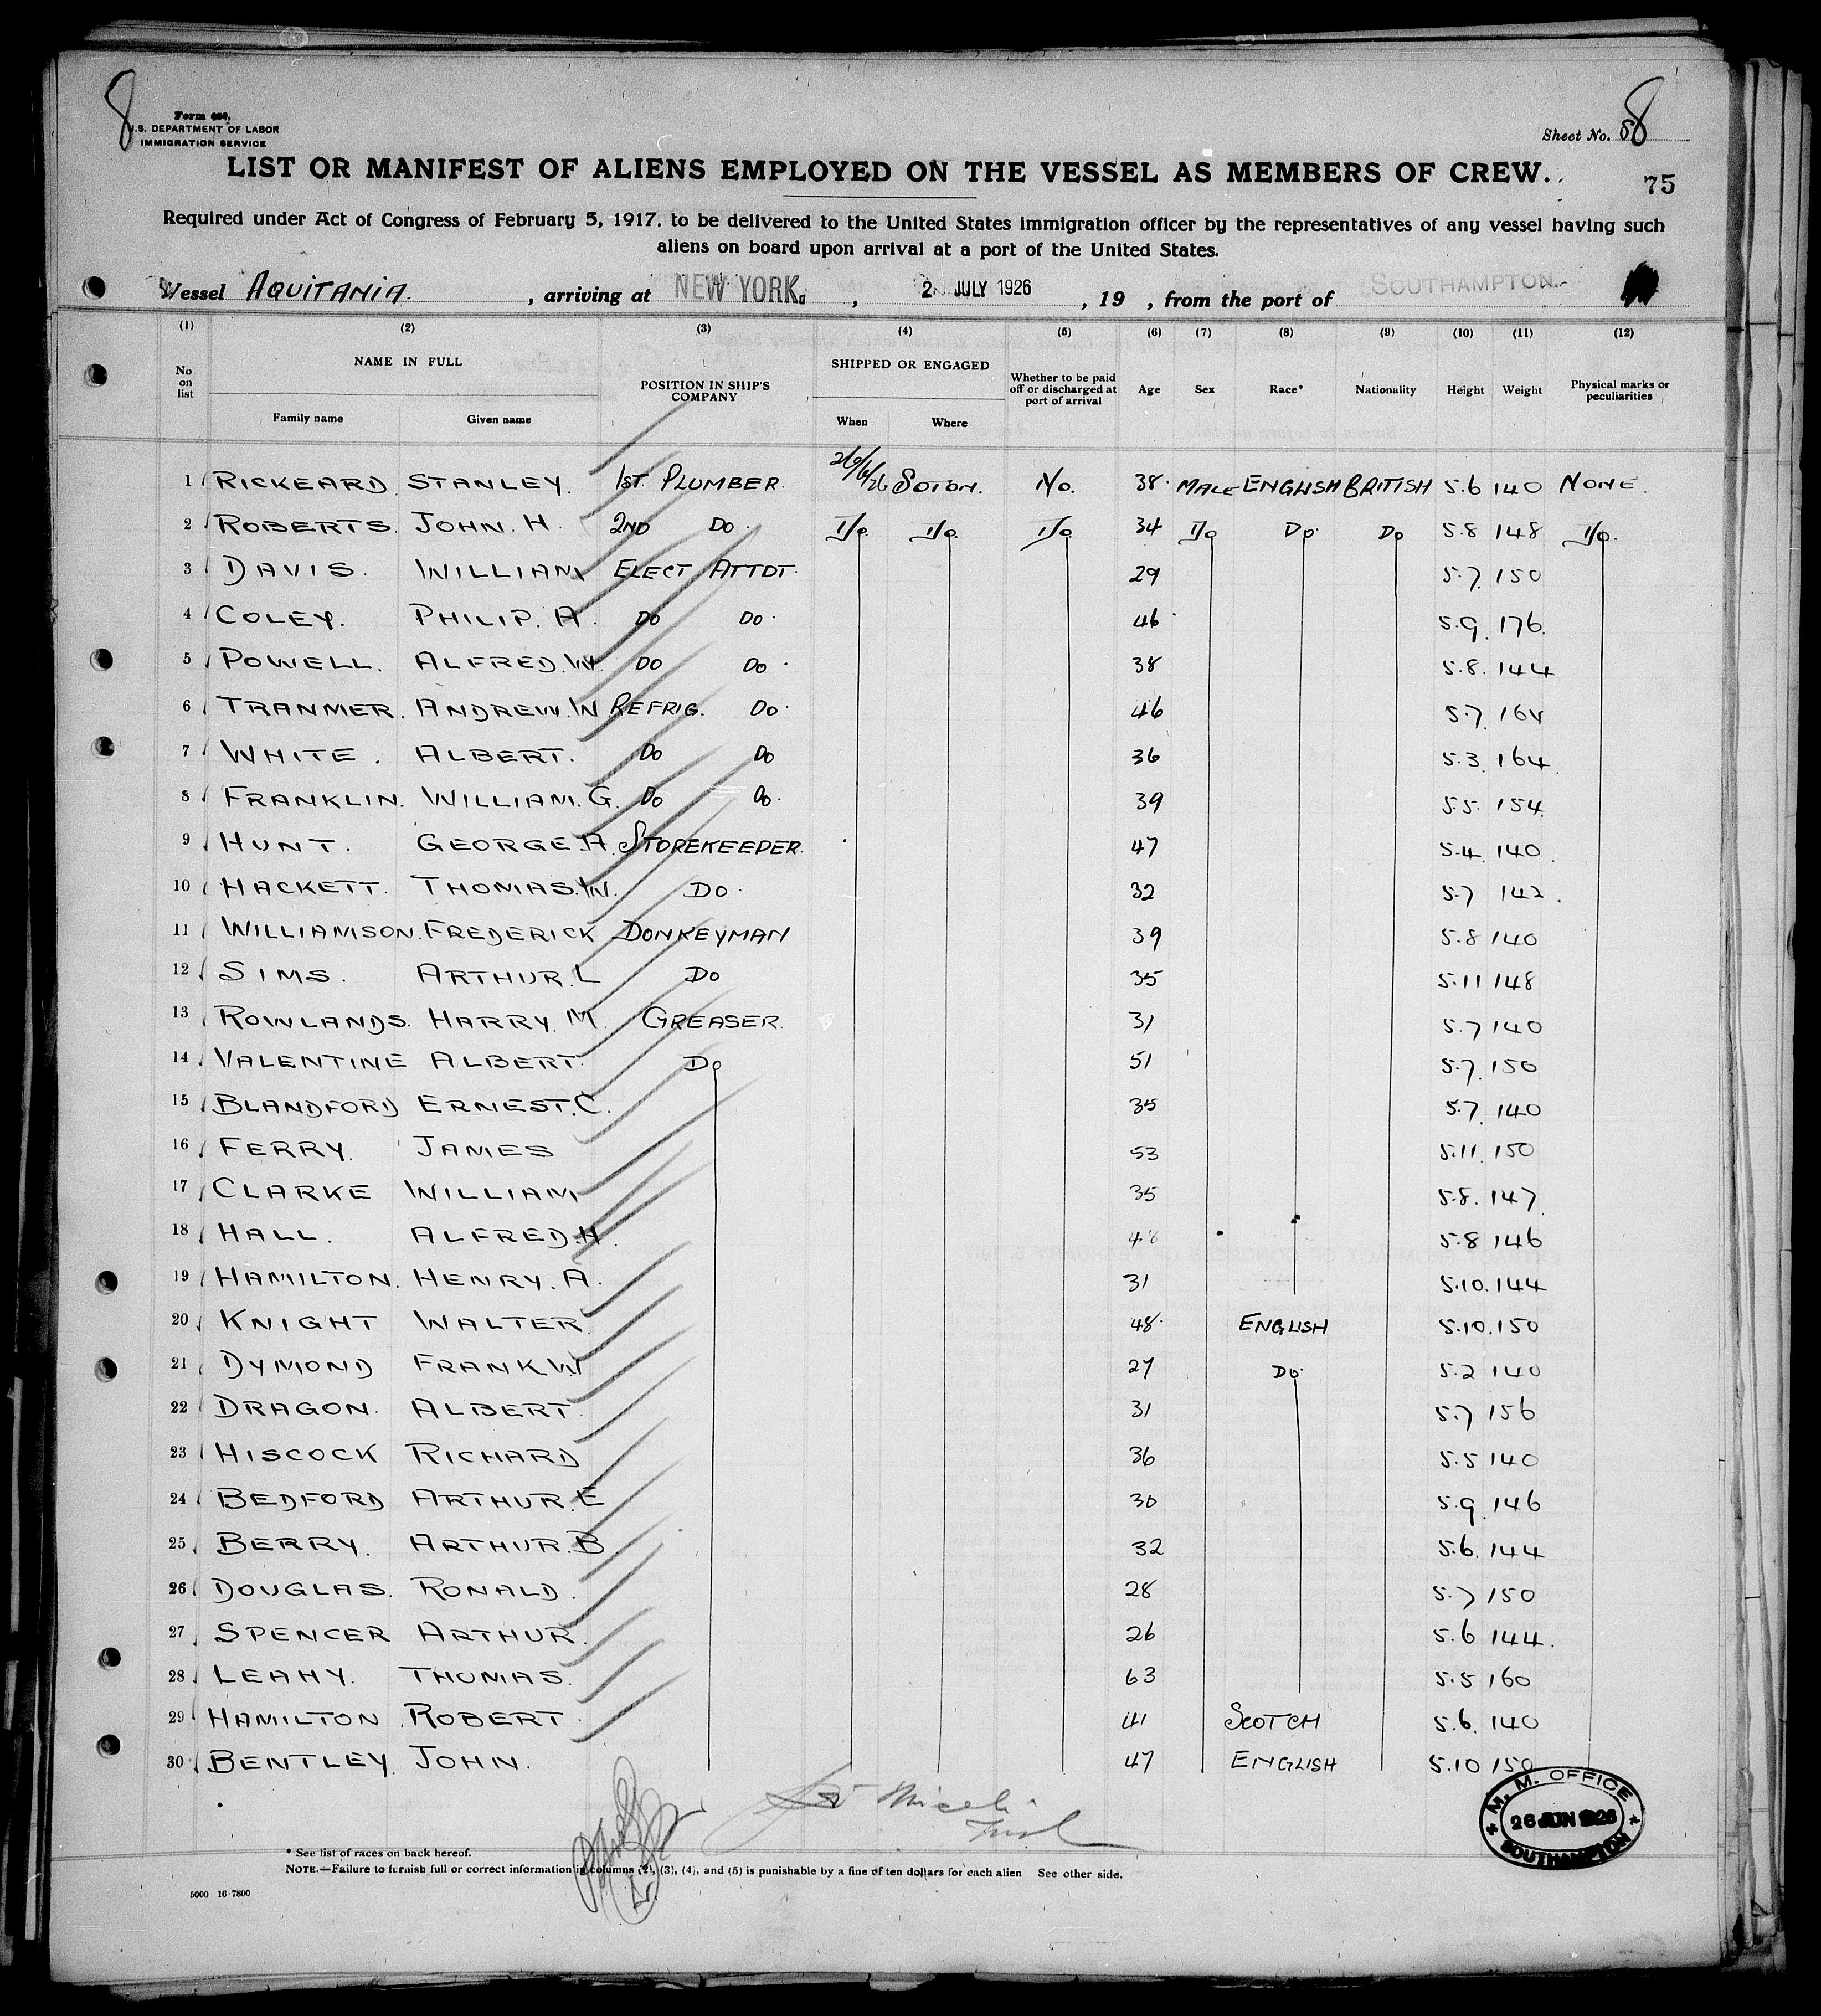 8
Form 680,
U.S. DEPARTMENT OF LABOR
IMMIGRATION SERVICE
Sheet No. 8
LIST OR MANIFEST OF ALIENS EMPLOYED ON THE VESSEL AS MEMBERS OF CREW.
75
Required under Act of Congress of February 5, 1917, to be delivered to the United States immigration officer by the representatives of any vessel having such
aliens on board upon arrival at a port of the United States.
Vessel AQUITANIA. , arriving at NEW YORK. , 2 JULY 1926 , 19 , from the port of SOUTHAMPTON.
(1) (2) (3) (4) (5) (6) (7) (8) (9) (10) (11) (12)
No on list NAME IN FULL Family name Given name POSITION IN SHIP'S COMPANY SHIPPED OR ENGAGED When Where Whether to be paid off or discharged at port of arrival Age Sex Race* Nationality Height Weight Physical marks or peculiarities
1 RICKEARD. STANLEY. 1ST. PLUMBER. 26/6/26 SOTON. No. 38. MALE ENGLISH BRITISH 5.6 140 NONE.
2 ROBERTS. JOHN. H. 2ND DO. D/o D/o D/o 34 D/o DO. DO 5.8 148 D/o.
3 DAVIS. WILLIAM ELECT ATTDT. 29 5.7. 150
4 COLEY. PHILIP. A. DO DO. 46 5.9. 176.
5 POWELL. ALFRED. W. DO DO. 38 5.8. 144
6 TRANMER. ANDREW. W REFRIG. DO. 46 5.7. 164
7 WHITE. ALBERT. DO DO 36 5.3. 164.
8 FRANKLIN. WILLIAM. G. DO DO. 39 5.5. 154
9 HUNT. GEORGE. A. STOREKEEPER. 47 5.4. 140.
10 HACKETT. THOMAS. W. DO. 32 5.7 142.
11 WILLIAMSON. FREDERICK DONKEYMAN 39 5.8 140
12 SIMS. ARTHUR. L DO 35 5.11 148
13 ROWLANDS. HARRY. M. GREASER. 31 5.7 140
14 VALENTINE ALBERT. DO 51 5.7. 150
15 BLANDFORD ERNEST. C. 35 5.7. 140
16 FERRY. JAMES 53 5.11. 150
17 CLARKE WILLIAM 35 5.8. 147.
18 HALL. ALFRED. H. 5.8 146
19 HAMILTON. HENRY. A. 31 5.10. 144
20 KNIGHT WALTER. 48. ENGLISH 5.10. 150
21 DYMOND FRANK. W 27 DO. 5.2 140
22 DRAGON. ALBERT. 31 5.7 156
23 HISCOCK RICHARD 36 5.5 140
24 BEDFORD ARTHUR. E 30 5.9. 146
25 BERRY. ARTHUR. B. 32 5.6. 144
26 DOUGLAS. RONALD. 28 5.7 150
27 SPENCER ARTHUR. 26 5.6 144.
28 LEAHY. THOMAS. 63 5.5 160
29 HAMILTON. ROBERT. 41 SCOTCH 5.6. 140
30 BENTLEY. JOHN. 47 ENGLISH 5.10 150
M. M. OFFICE
26 JUN 1926
SOUTHAMPTON
* See list of races on back hereof.
NOTE.—Failure to furnish full or correct information in columns (2), (3), (4), and (5) is punishable by a fine of ten dollars for each alien See other side.
5000 16-7800